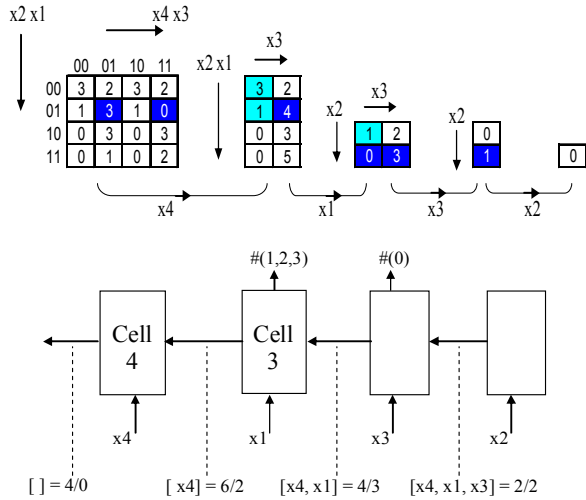 x2 x1 x4 x3
00 01 10 11
00 3 2 3 2
01 1 3 1 0
10 0 3 0 3
11 0 1 0 2
x2 x1 x3
3 2
1 4
0 3
0 5
x2 x3
1 2
0 3
x2
0
1
0
x4 x1 x3 x2
#(1,2,3) #(0)
Cell 4
Cell 3
x4 x1 x3 x2
[ ] = 4/0 [ x4] = 6/2 [x4, x1] = 4/3 [x4, x1, x3] = 2/2